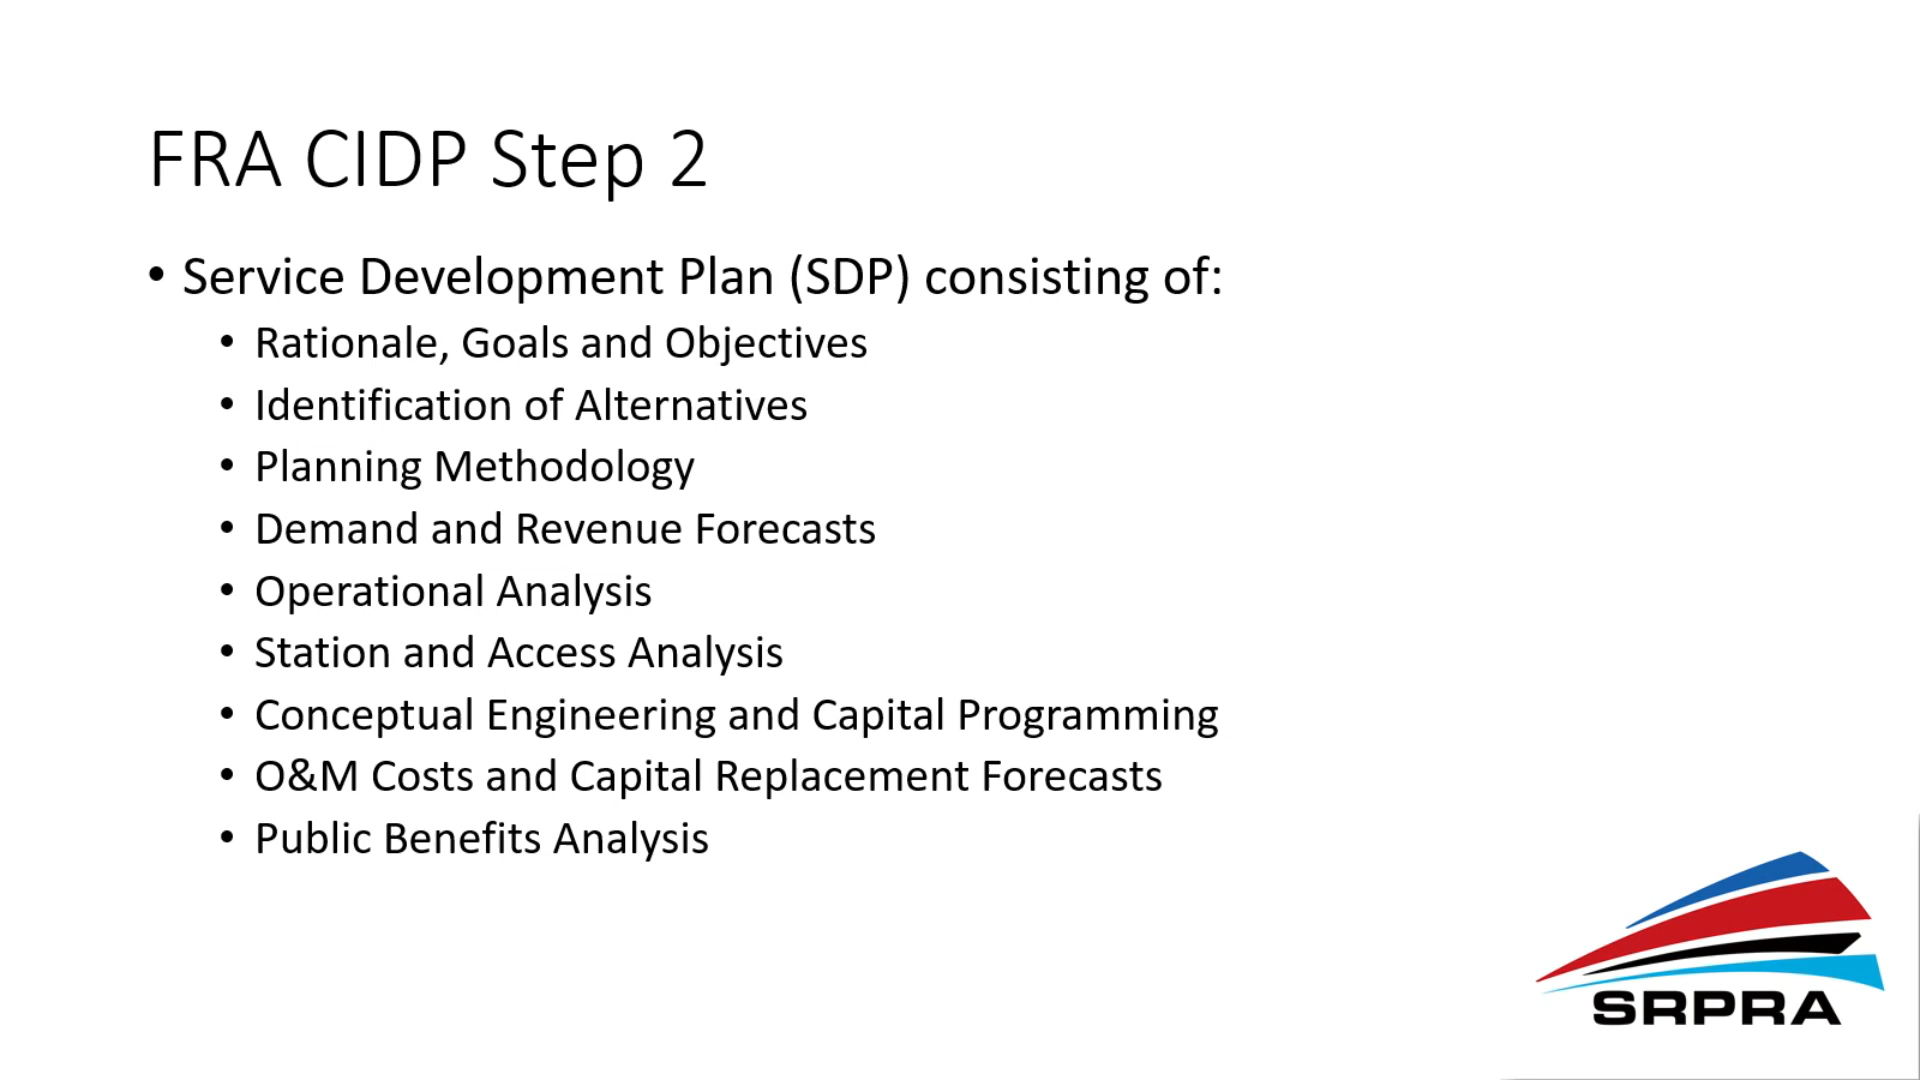 FRA CIDP Step 2
• Service Development Plan (SDP) consisting of:
• Rationale, Goals and Objectives
• Identification of Alternatives
• Planning Methodology
• Demand and Revenue Forecasts
• Operational Analysis
• Station and Access Analysis
• Conceptual Engineering and Capital Programming
• O&M Costs and Capital Replacement Forecasts
• Public Benefits Analysis
SRPRA